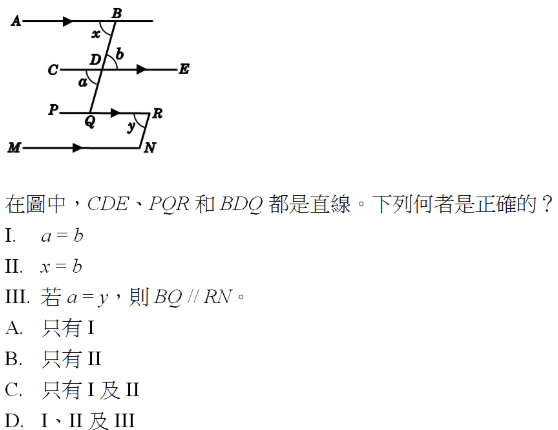 A B
x
C D b E
a
P Q R
y
M N
在圖中，CDE、PQR 和 BDQ 都是直線。下列何者是正確的？
I. a = b
II. x = b
III. 若 a = y，則 BQ // RN。
A. 只有 I
B. 只有 II
C. 只有 I 及 II
D. I、II 及 III